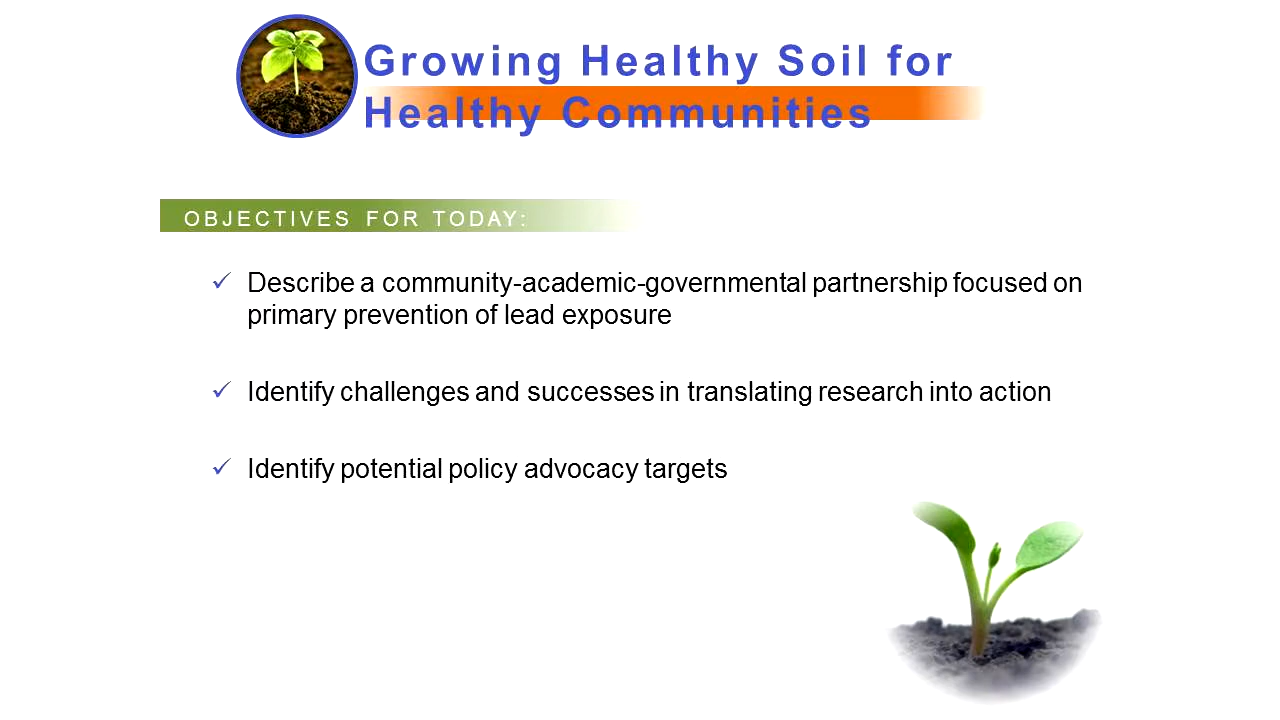 Growing Healthy Soil for
Healthy Communities
OBJECTIVES FOR TODAY:
Describe a community-academic-governmental partnership focused on
primary prevention of lead exposure
Identify challenges and successes in translating research into action
Identify potential policy advocacy targets